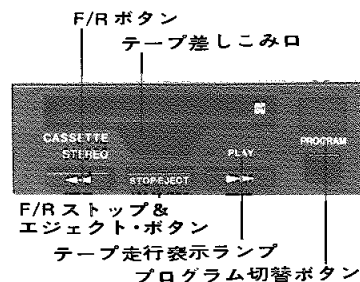 F/R ボタン
テープ差しこみ口
CASSETTE
STEREO
PLAY
PROGRAM
◀◀
STOP·EJECT
▶▶
F/R ストップ&
エジェクト・ボタン
テープ走行表示ランプ
プログラム切替ボタン